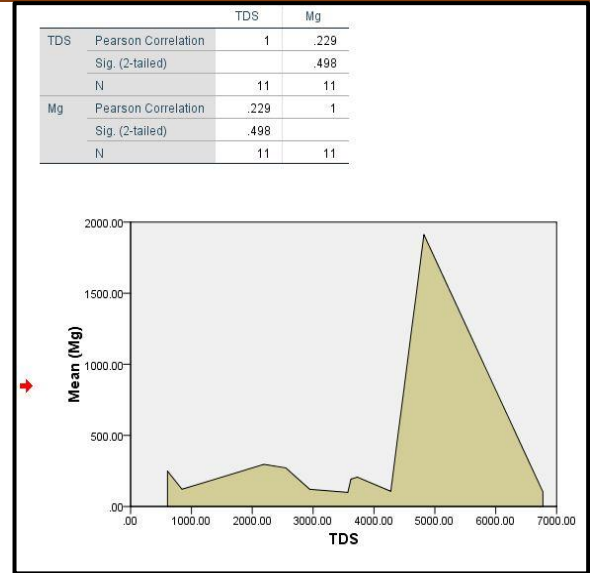 TDS Mg
TDS Pearson Correlation 1 .229
Sig. (2-tailed) .498
N 11 11
Mg Pearson Correlation .229 1
Sig. (2-tailed) .498
N 11 11
2000.00
1500.00
1000.00
500.00
.00
Mean (Mg)
.00 1000.00 2000.00 3000.00 4000.00 5000.00 6000.00 7000.00
TDS